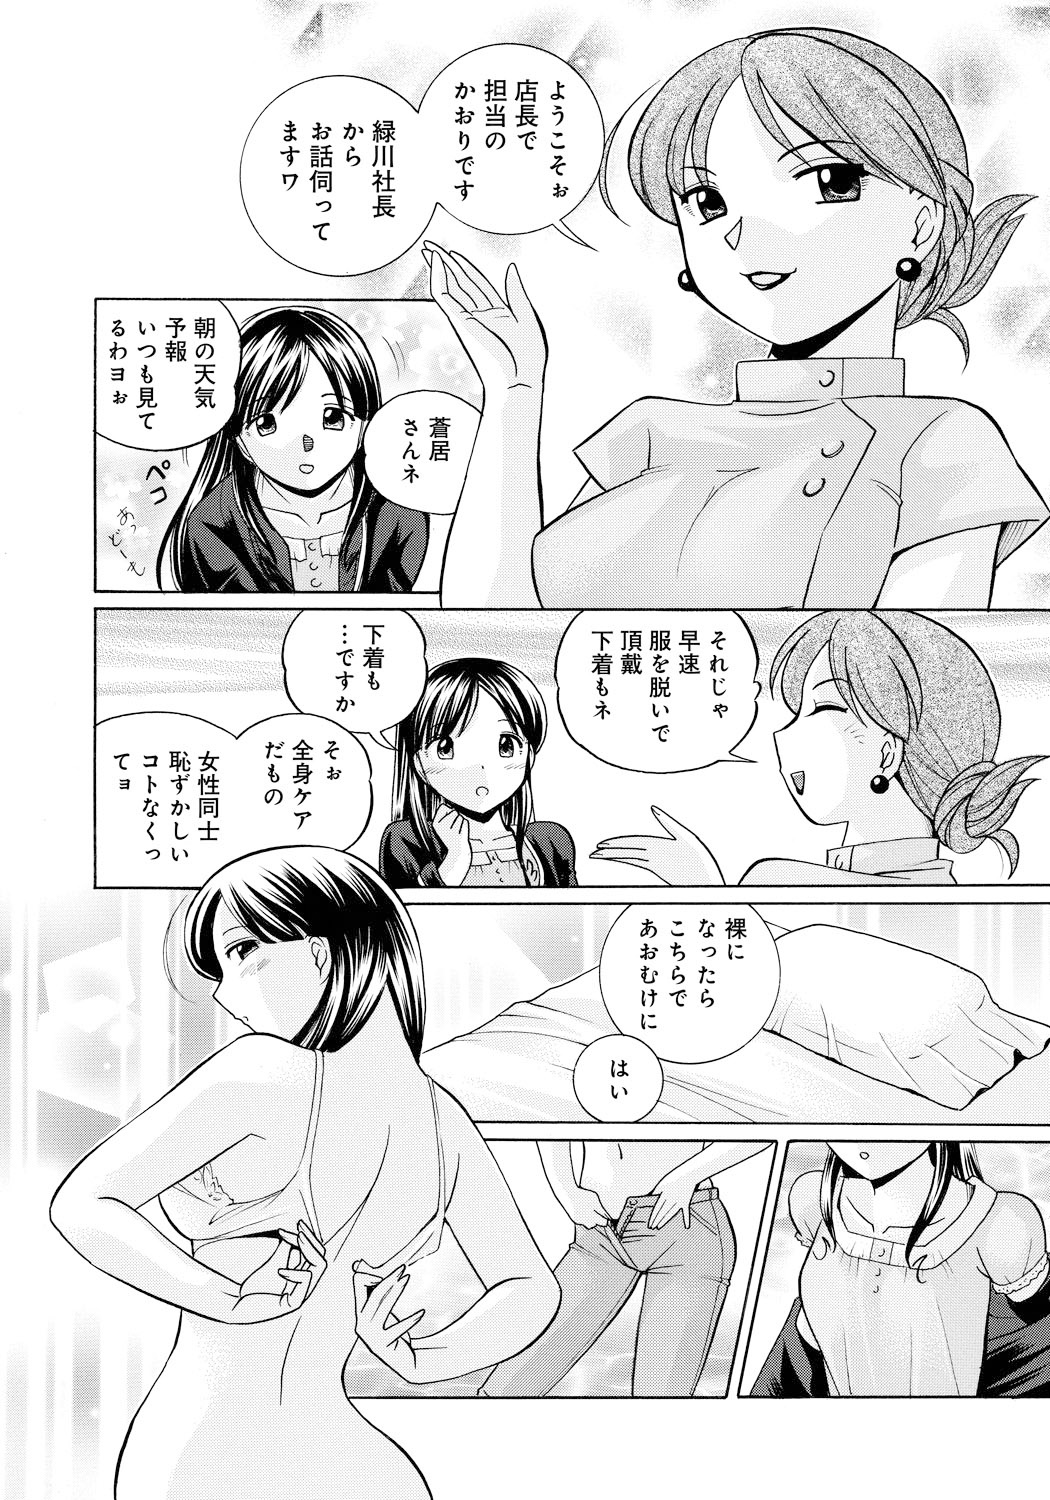 ようこそぉ
店長で
担当の
かおりです
緑川社長
から
お話伺って
ますワ
蒼居
さんネ
朝の天気
予報
いつも見て
るわヨぉ
ペコ
あっ
どーも
それじゃ
早速
服を脱いで
頂戴
下着もネ
下着も
…ですか
そぉ
全身ケア
だもの
女性同士
恥ずかしい
コトなくっ
てョ
裸に
なったら
こちらで
あおむけに
はい